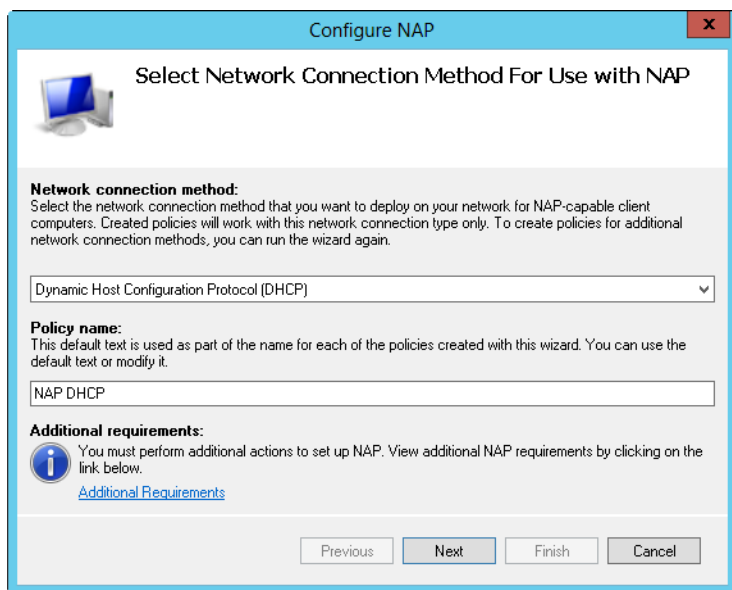 Configure NAP
x
Select Network Connection Method For Use with NAP
Network connection method:
Select the network connection method that you want to deploy on your network for NAP-capable client
computers. Created policies will work with this network connection type only. To create policies for additional
network connection methods, you can run the wizard again.
Dynamic Host Configuration Protocol (DHCP)
Policy name:
This default text is used as part of the name for each of the policies created with this wizard. You can use the
default text or modify it.
NAP DHCP
Additional requirements:
You must perform additional actions to set up NAP. View additional NAP requirements by clicking on the
link below.
Additional Requirements
Previous Next Finish Cancel